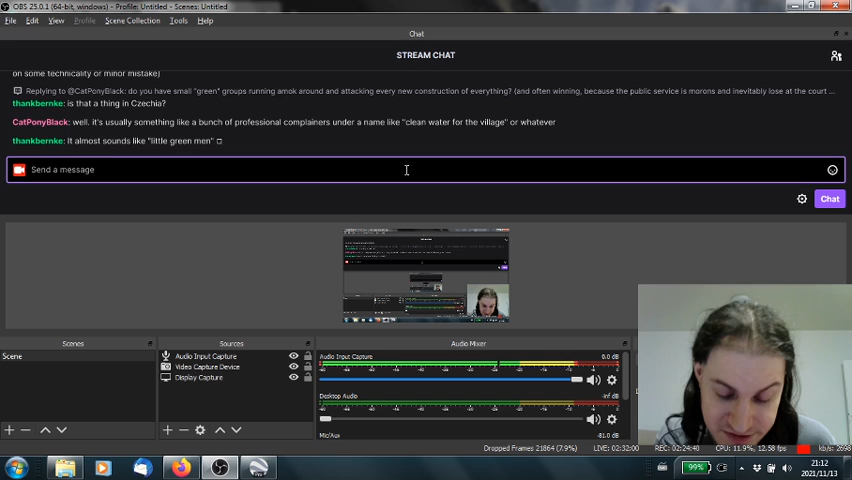 OBS 25.0.1 (64-bit, windows) - Profile: Untitled - Scenes: Untitled
File Edit View Profile Scene Collection Tools Help
Chat
STREAM CHAT
on some technicality or minor mistake)
Replying to @CatPonyBlack: do you have small "green" groups running amok around and attacking every new construction of everything? (and often winning, because the public service is morons and inevitably lose at the court ...
thankbernke: is that a thing in Czechia?
CatPonyBlack: well. it's usually something like a bunch of professional complainers under a name like "clean water for the village" or whatever
thankbernke: It almost sounds like "little green men"
Send a message
Chat
Scenes Sources Audio Mixer
Scene
Audio Input Capture
Video Capture Device
Display Capture
Audio Input Capture 0.0 dB
Desktop Audio -inf dB
Mic/Aux -81.0 dB
Dropped Frames 21864 (7.9%) LIVE: 02:32:00 REC: 02:24:40 CPU: 11.9%, 12.58 fps kb/s: 2698
99%
21:12
2021/11/13